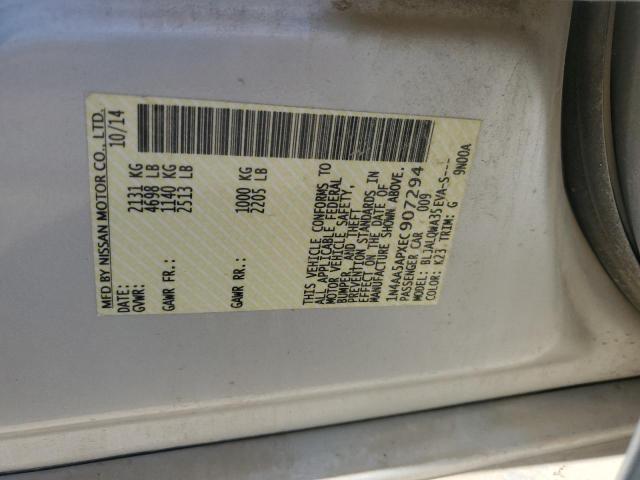 MFD BY NISSAN MOTOR CO., LTD.
DATE: 10/14
GVWR: 2131 KG
4698 LB
GAWR FR.: 1140 KG
2513 LB
GAWR RR.: 1000 KG
2205 LB
THIS VEHICLE CONFORMS TO
ALL APPLICABLE FEDERAL
MOTOR VEHICLE SAFETY,
BUMPER, AND THEFT
PREVENTION STANDARDS IN
EFFECT ON THE DATE OF
MANUFACTURE SHOWN ABOVE.
1N4AA5APXEC907294
PASSENGER CAR 7009
MODEL: BLJALQWA35EVA-S---
COLOR: K23 TRIM: G 9N00A